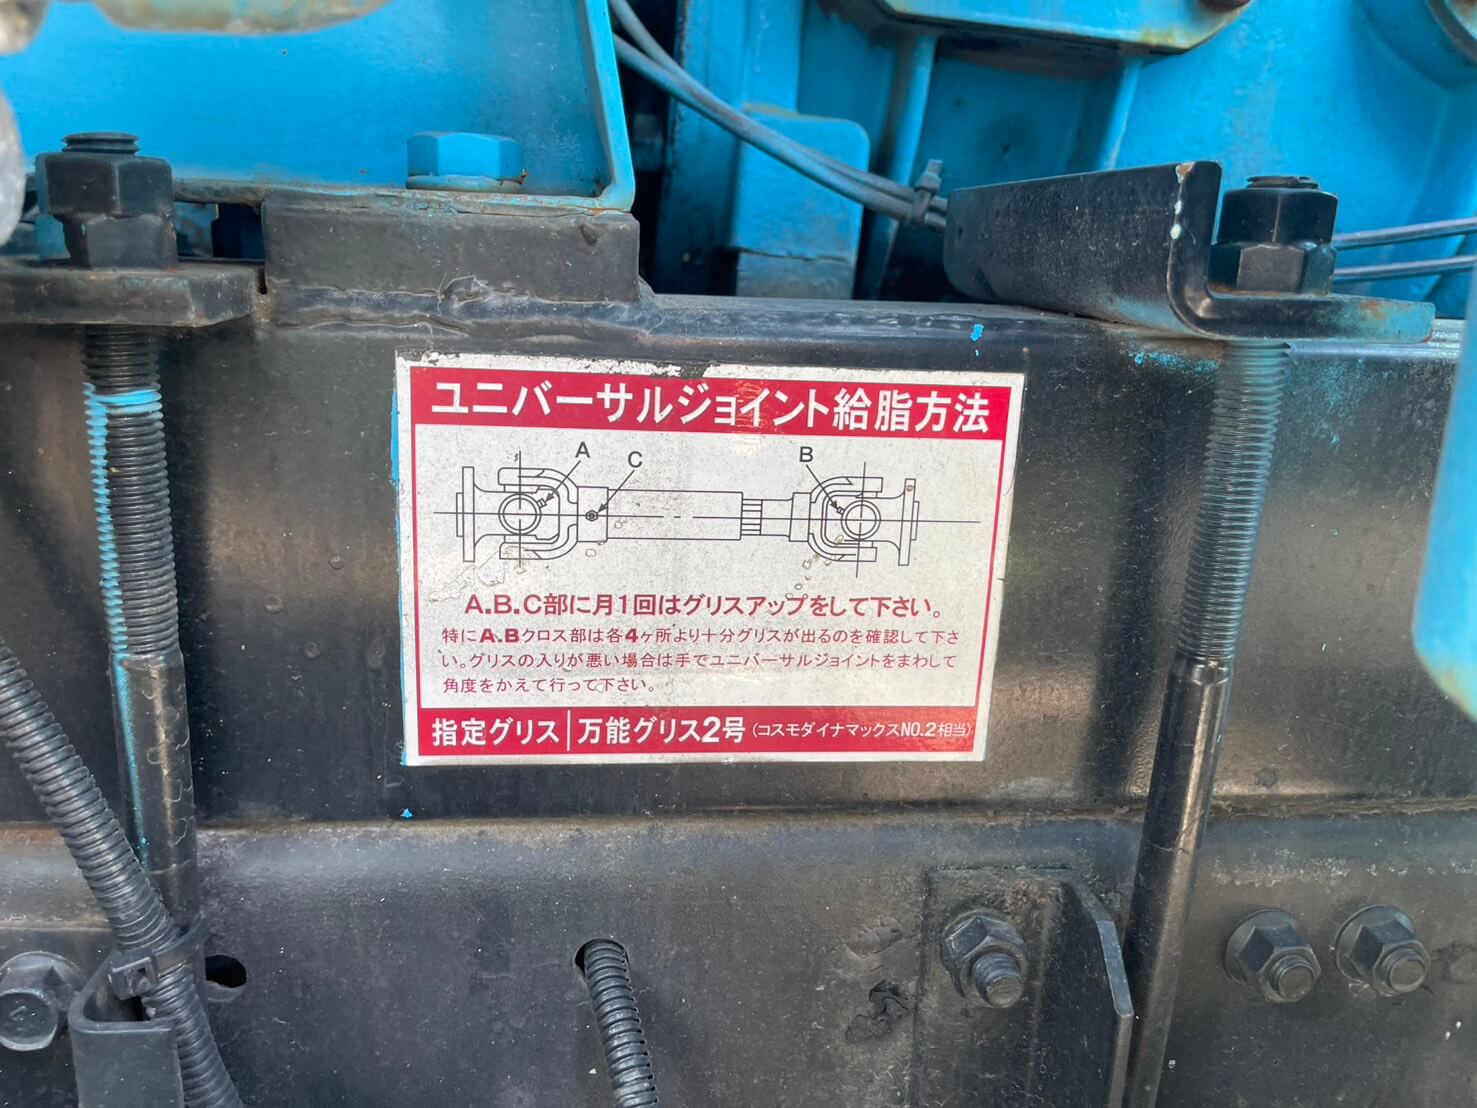 ユニバーサルジョイント給脂方法
A
C
B
A.B.C部に月1回はグリスアップをして下さい。
特にA.Bクロス部は各4ヶ所より十分グリスが出るのを確認して下さ
い。グリスの入りが悪い場合は手でユニバーサルジョイントをまわして
角度をかえて行って下さい。
指定グリス 万能グリス2号(コスモダイナマックスNO.2相当)